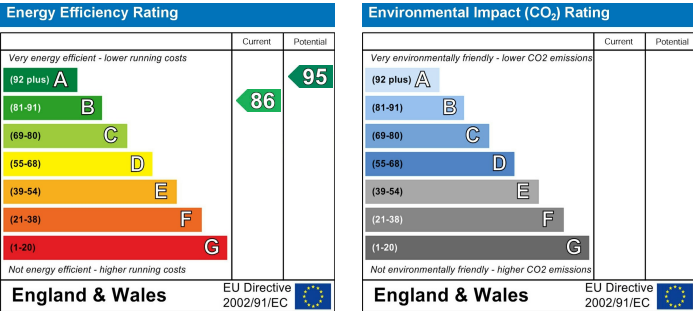 Energy Efficiency Rating
Current Potential
Very energy efficient - lower running costs
(92 plus) A
95
(81-91) B
86
(69-80) C
(55-68) D
(39-54) E
(21-38) F
(1-20) G
Not energy efficient - higher running costs
England & Wales
EU Directive
2002/91/EC
Environmental Impact (CO₂) Rating
Current Potential
Very environmentally friendly - lower CO2 emissions
(92 plus) A
(81-91) B
(69-80) C
(55-68) D
(39-54) E
(21-38) F
(1-20) G
Not environmentally friendly - higher CO2 emissions
England & Wales
EU Directive
2002/91/EC